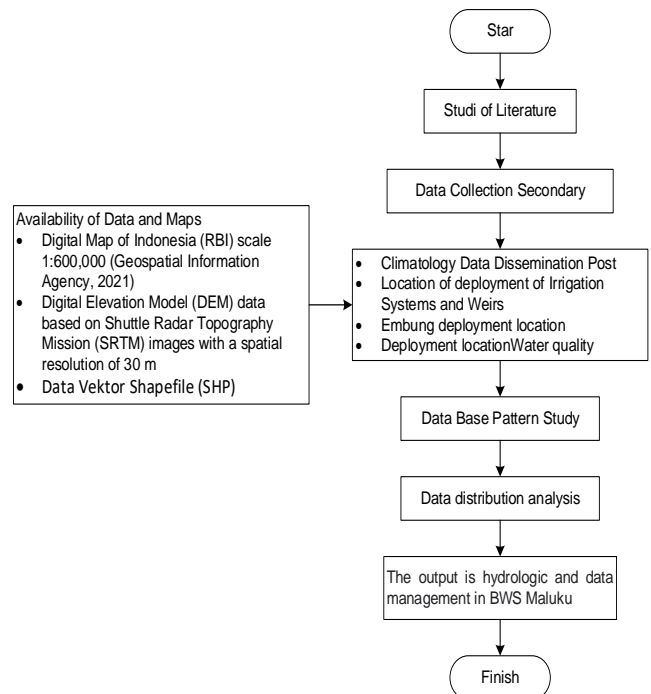 Star
Studi of Literature
Data Collection Secondary
Availability of Data and Maps
• Digital Map of Indonesia (RBI) scale
1:600,000 (Geospatial Information
Agency, 2021)
• Digital Elevation Model (DEM) data
based on Shuttle Radar Topography
Mission (SRTM) images with a spatial
resolution of 30 m
• Data Vektor Shapefile (SHP)
• Climatology Data Dissemination Post
• Location of deployment of Irrigation
Systems and Weirs
• Embung deployment location
• Deployment locationWater quality
Data Base Pattern Study
Data distribution analysis
The output is hydrologic and data
management in BWS Maluku
Finish